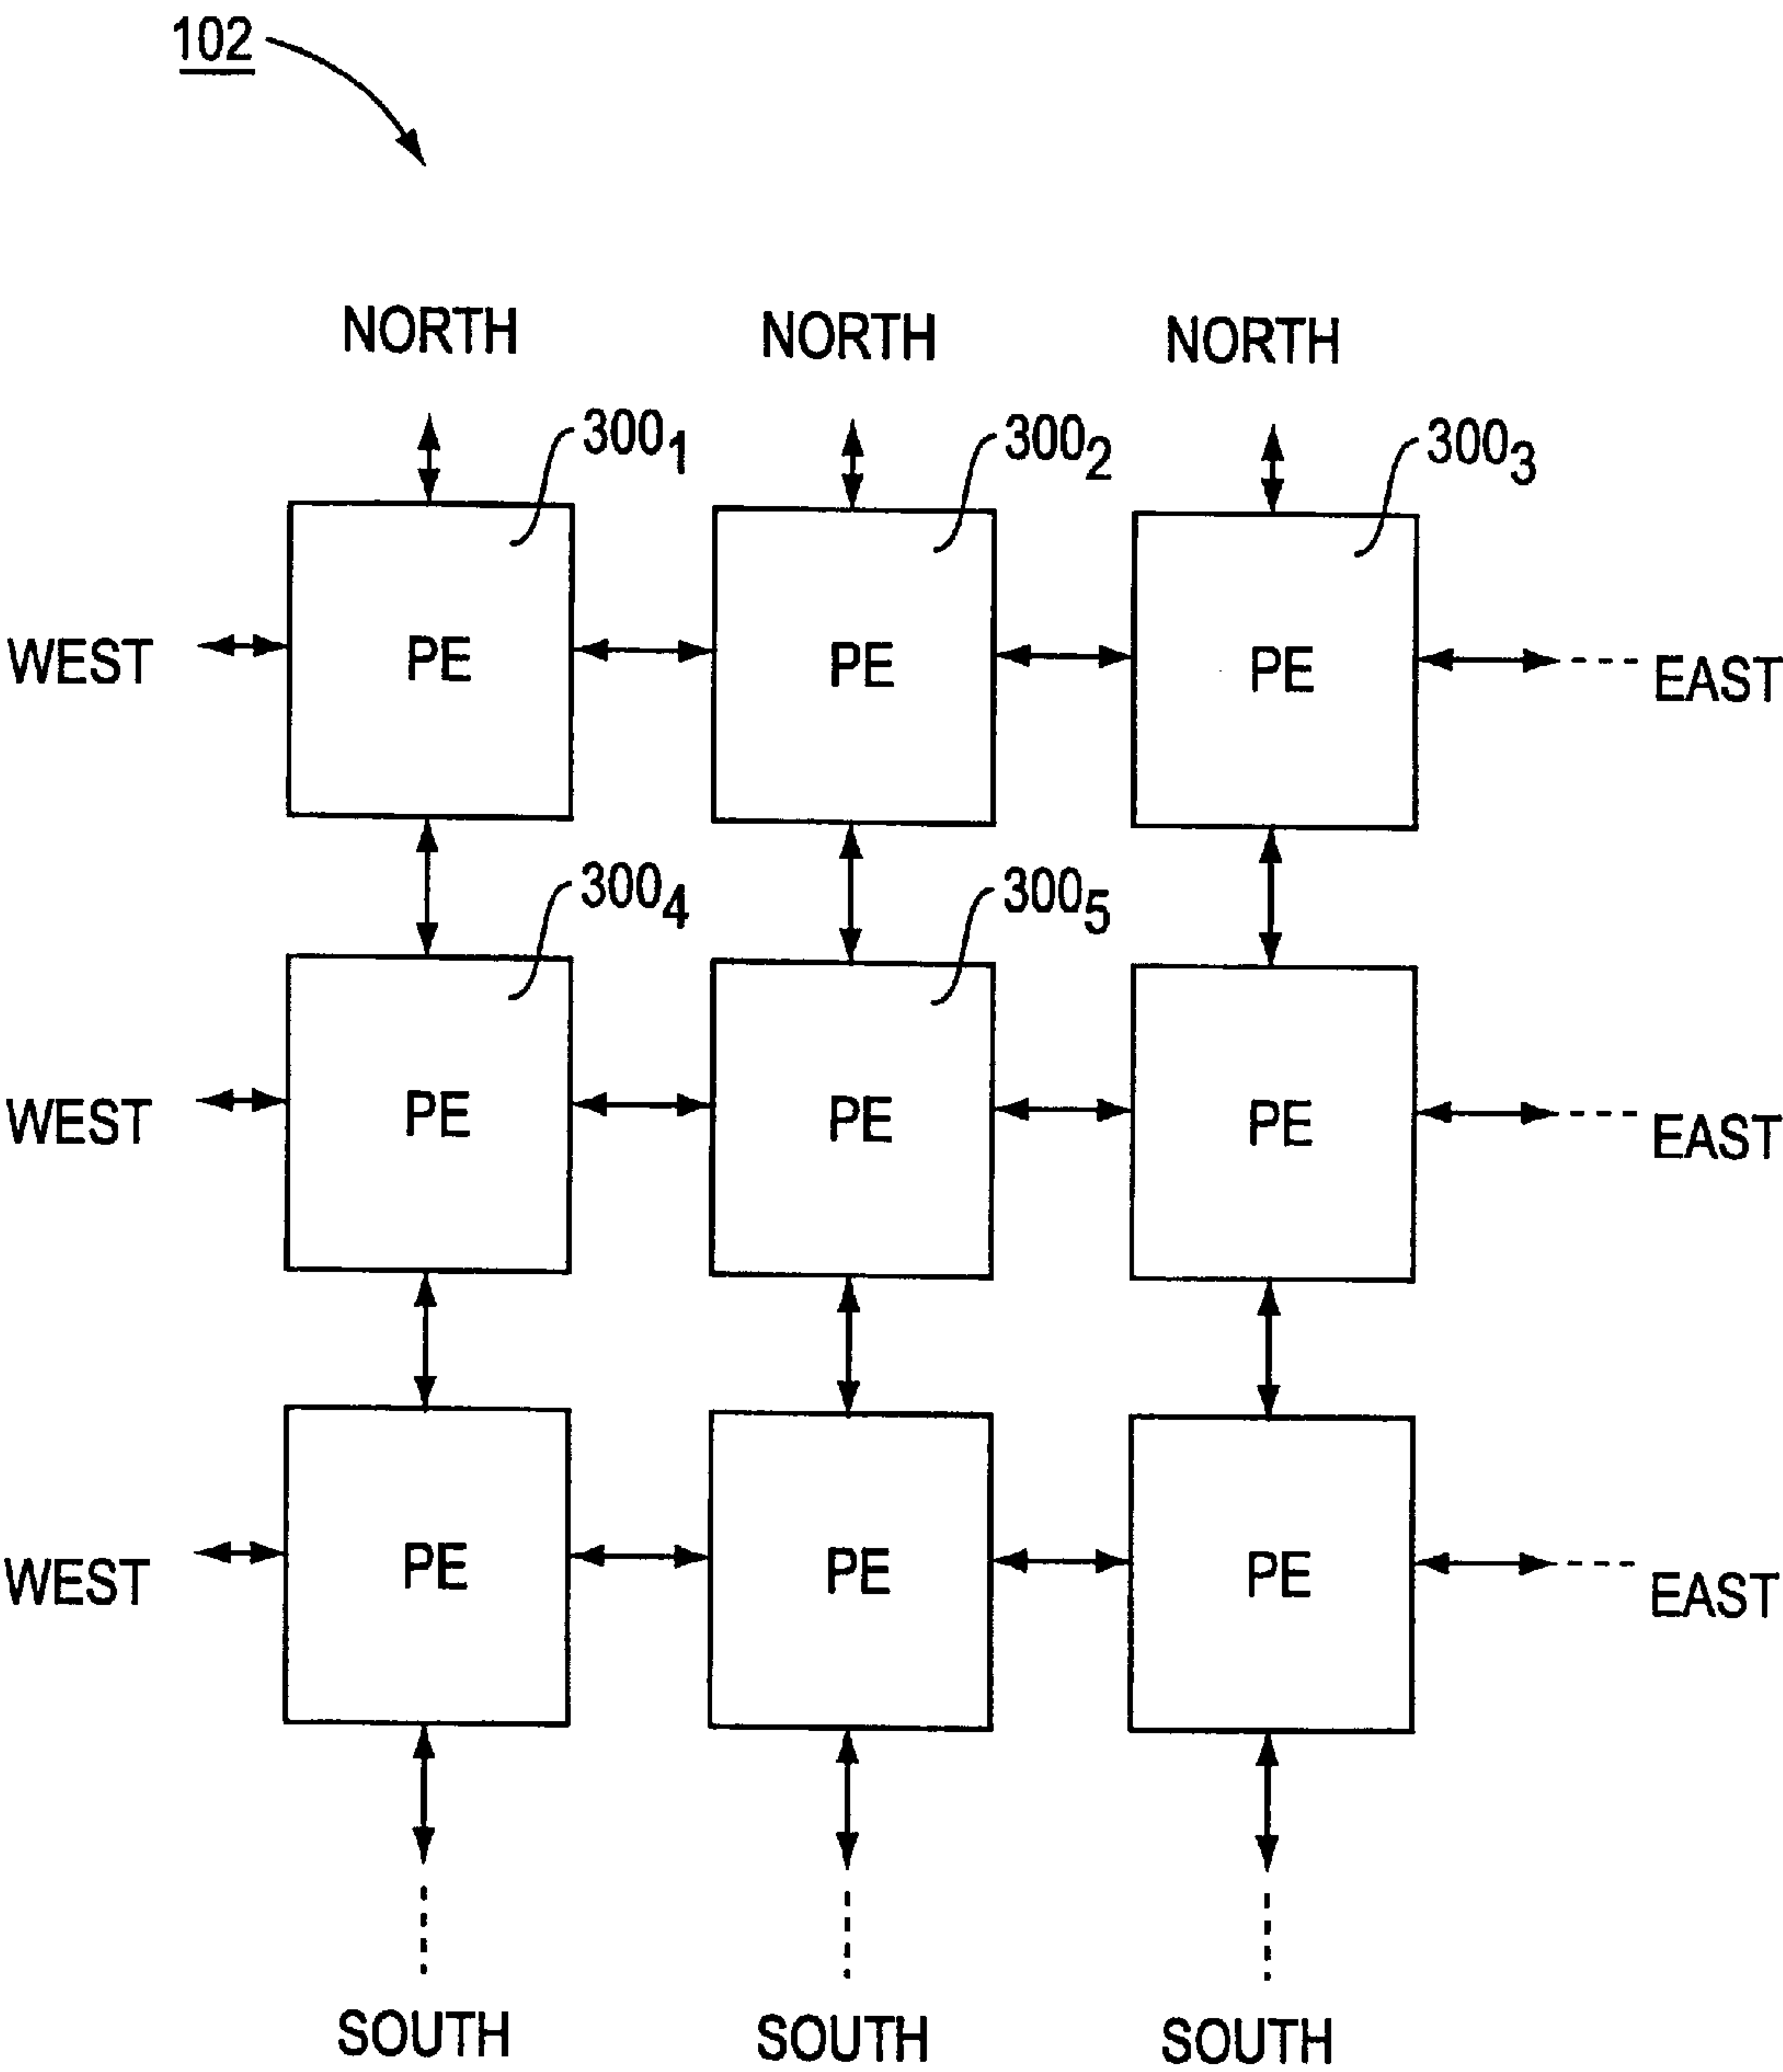 102
NORTH NORTH NORTH
300₁ 300₂ 300₃
WEST PE PE PE EAST
300₄ 300₅
WEST PE PE PE EAST
WEST PE PE PE EAST
SOUTH SOUTH SOUTH